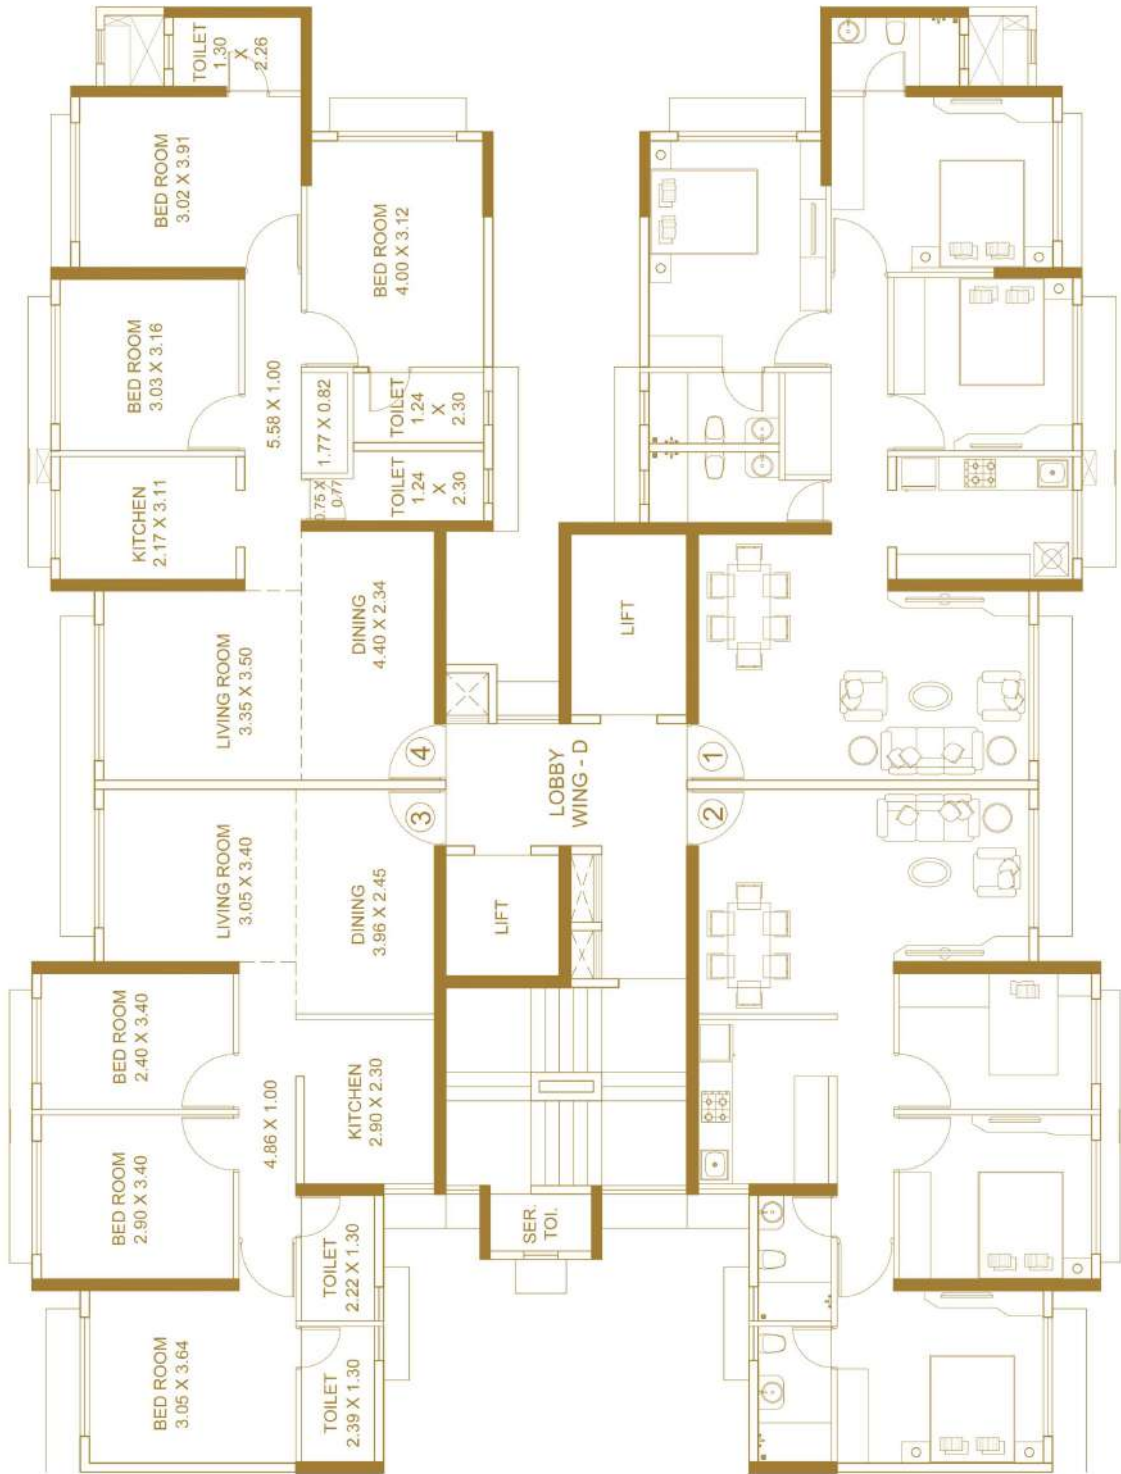 TOILET
1.30
X
2.26
BED ROOM
3.02 X 3.91
BED ROOM
4.00 X 3.12
BED ROOM
3.03 X 3.16
5.58 X 1.00
1.77 X 0.82
TOILET
1.24
X
2.30
KITCHEN
2.17 X 3.11
0.75 X
0.77
TOILET
1.24
X
2.30
LIVING ROOM
3.35 X 3.50
DINING
4.40 X 2.34
LIFT
4
LOBBY
WING - D
1
3
2
LIVING ROOM
3.05 X 3.40
DINING
3.96 X 2.45
LIFT
BED ROOM
2.40 X 3.40
4.86 X 1.00
KITCHEN
2.90 X 2.30
BED ROOM
2.90 X 3.40
TOILET
2.22 X 1.30
SER.
TOI.
BED ROOM
3.05 X 3.64
TOILET
2.39 X 1.30